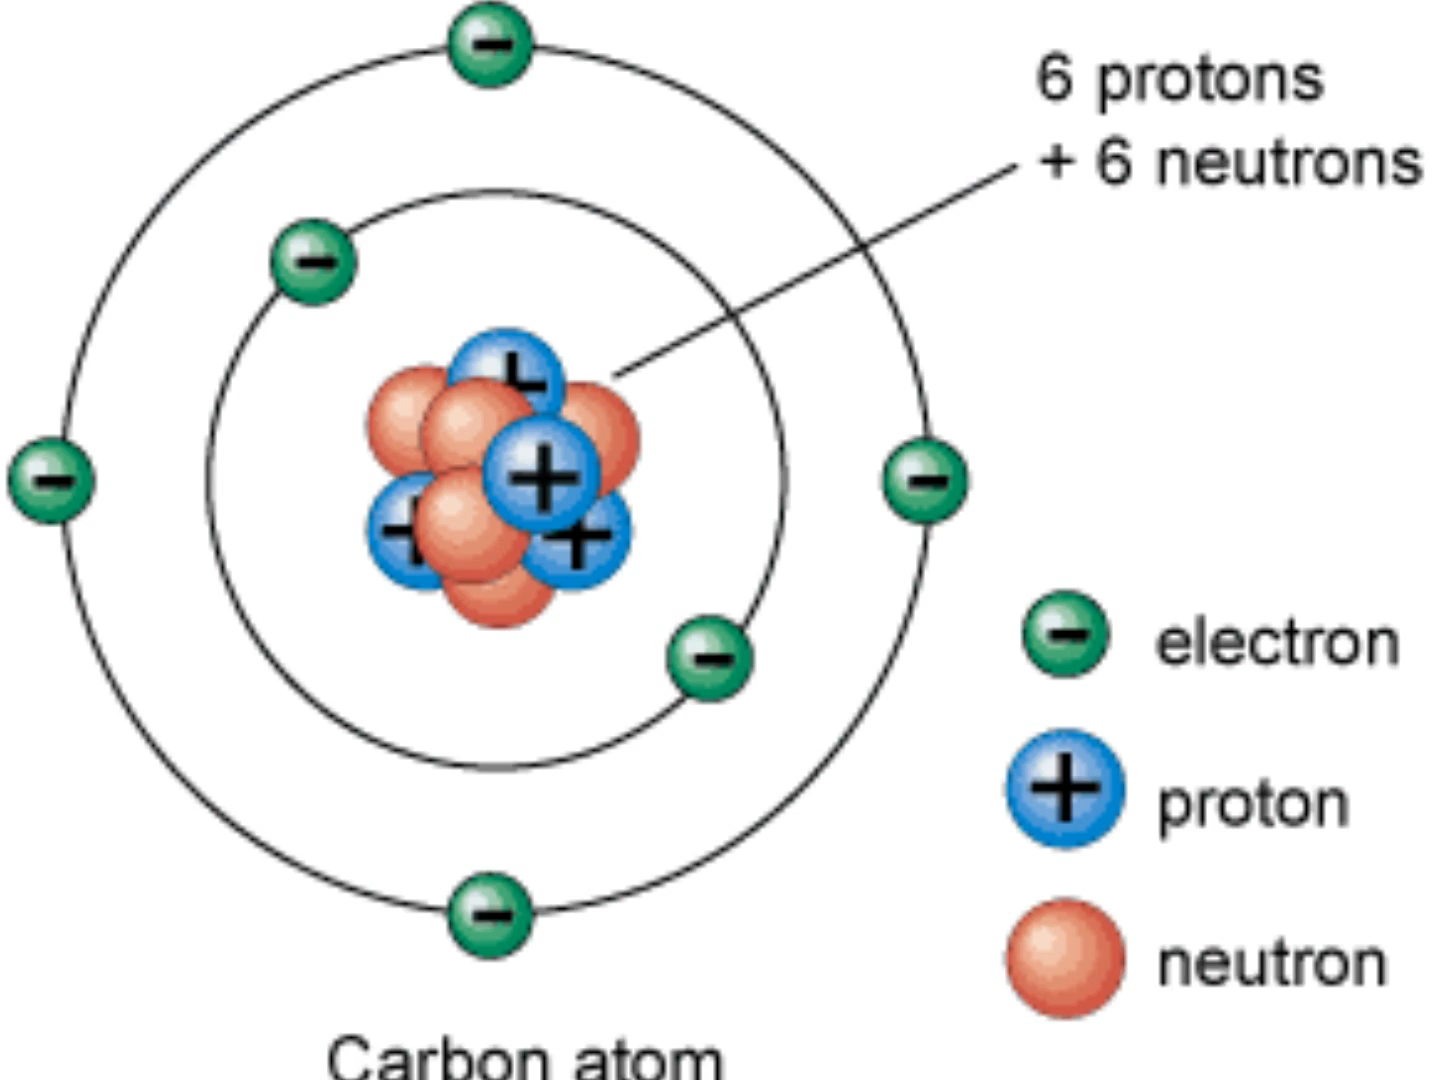 6 protons
+ 6 neutrons
electron
proton
neutron
Carbon atom